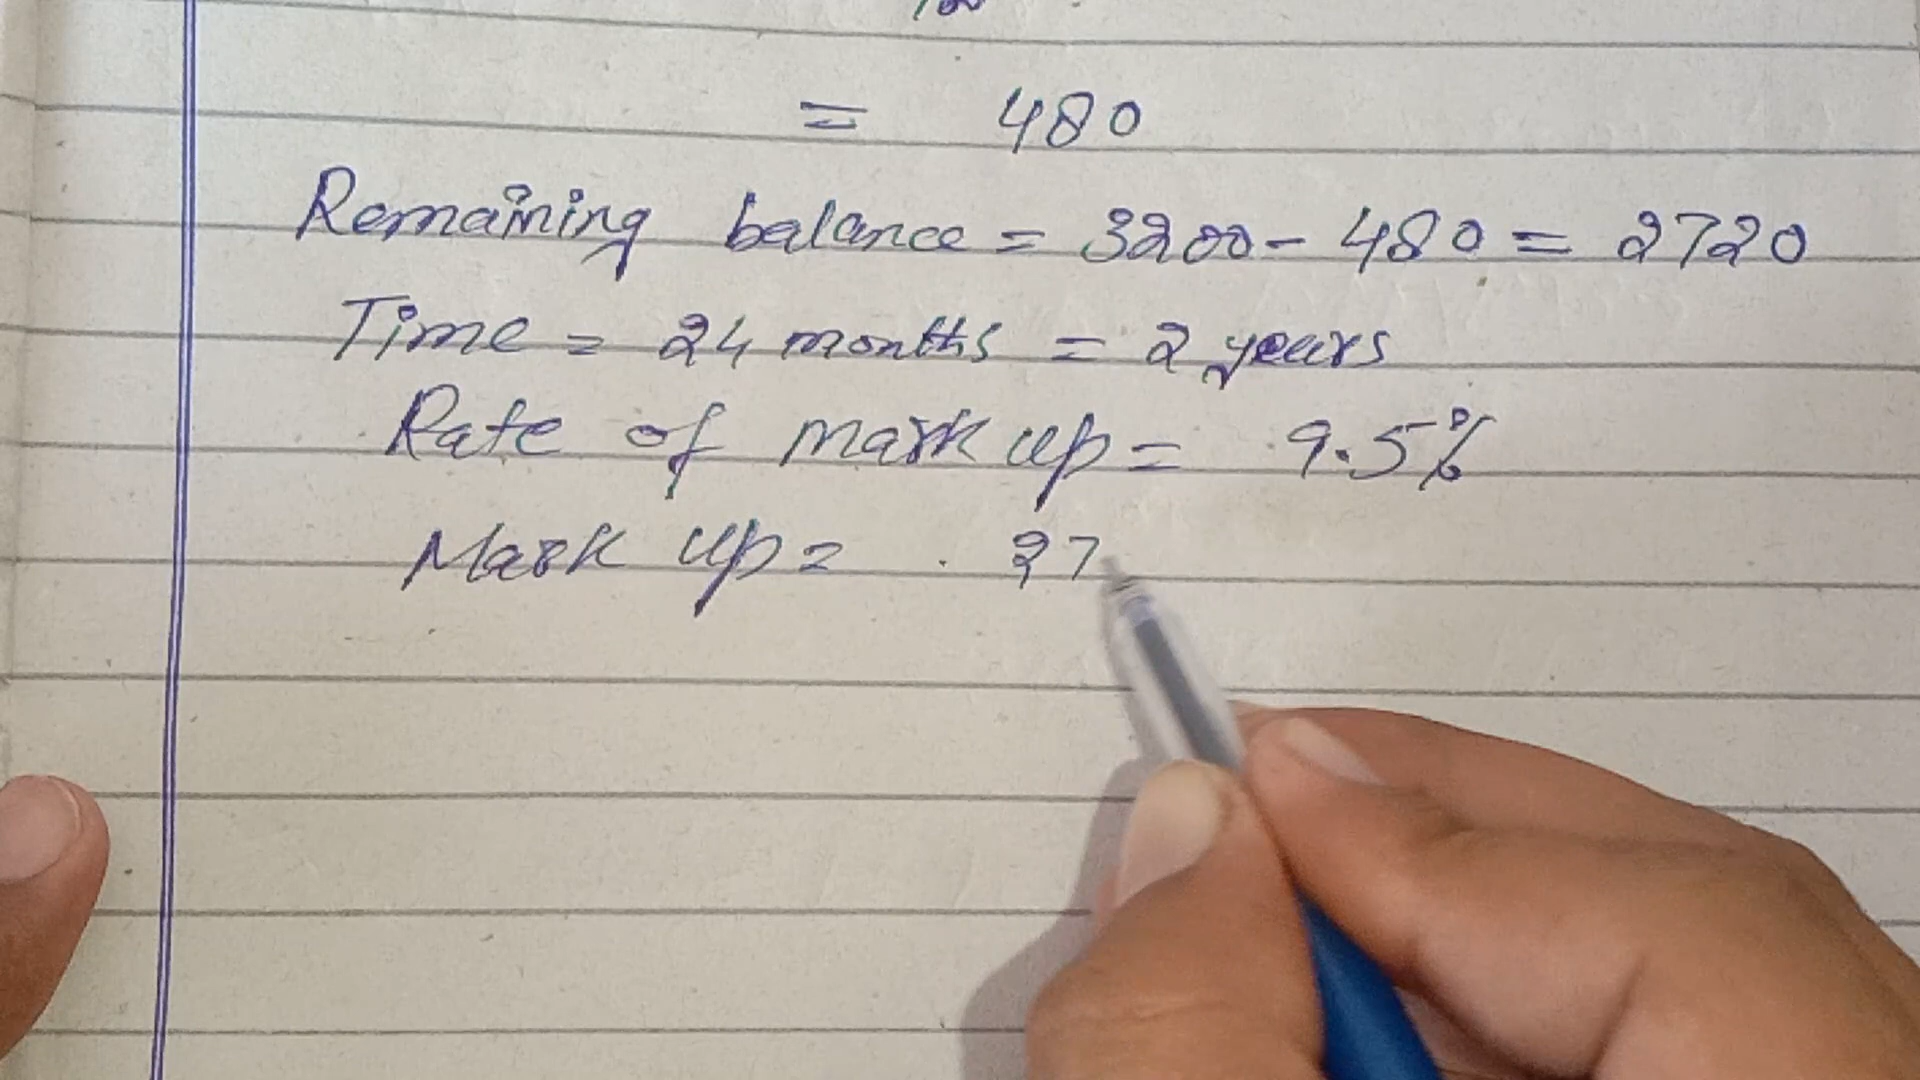 = 480
Remaining balance = 3200 - 480 = 2720
Time = 24 months = 2 years
Rate of mark up = 9.5%
Mark up = 27